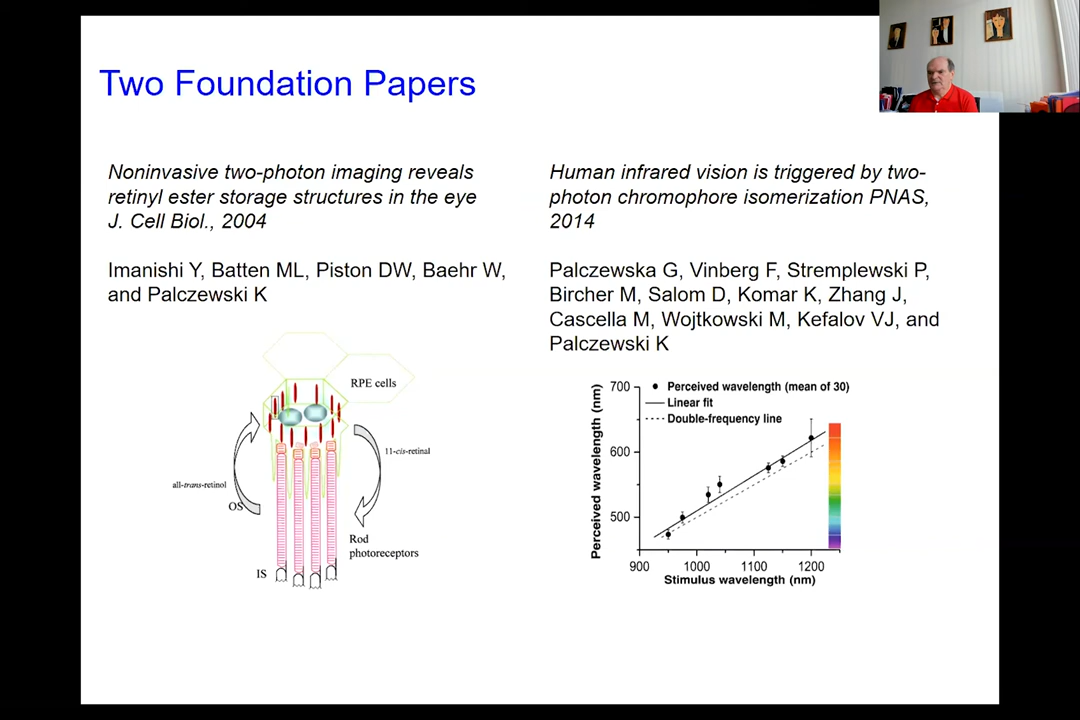 Two Foundation Papers
Noninvasive two-photon imaging reveals
retinyl ester storage structures in the eye
J. Cell Biol., 2004
Imanishi Y, Batten ML, Piston DW, Baehr W,
and Palczewski K
RPE cells
11-cis-retinal
all-trans-retinol
OS
Rod
photoreceptors
IS
Human infrared vision is triggered by two-
photon chromophore isomerization PNAS,
2014
Palczewska G, Vinberg F, Stremplewski P,
Bircher M, Salom D, Komar K, Zhang J,
Cascella M, Wojtkowski M, Kefalov VJ, and
Palczewski K
Perceived wavelength (nm)
700
600
500
Perceived wavelength (mean of 30)
Linear fit
Double-frequency line
900 1000 1100 1200
Stimulus wavelength (nm)